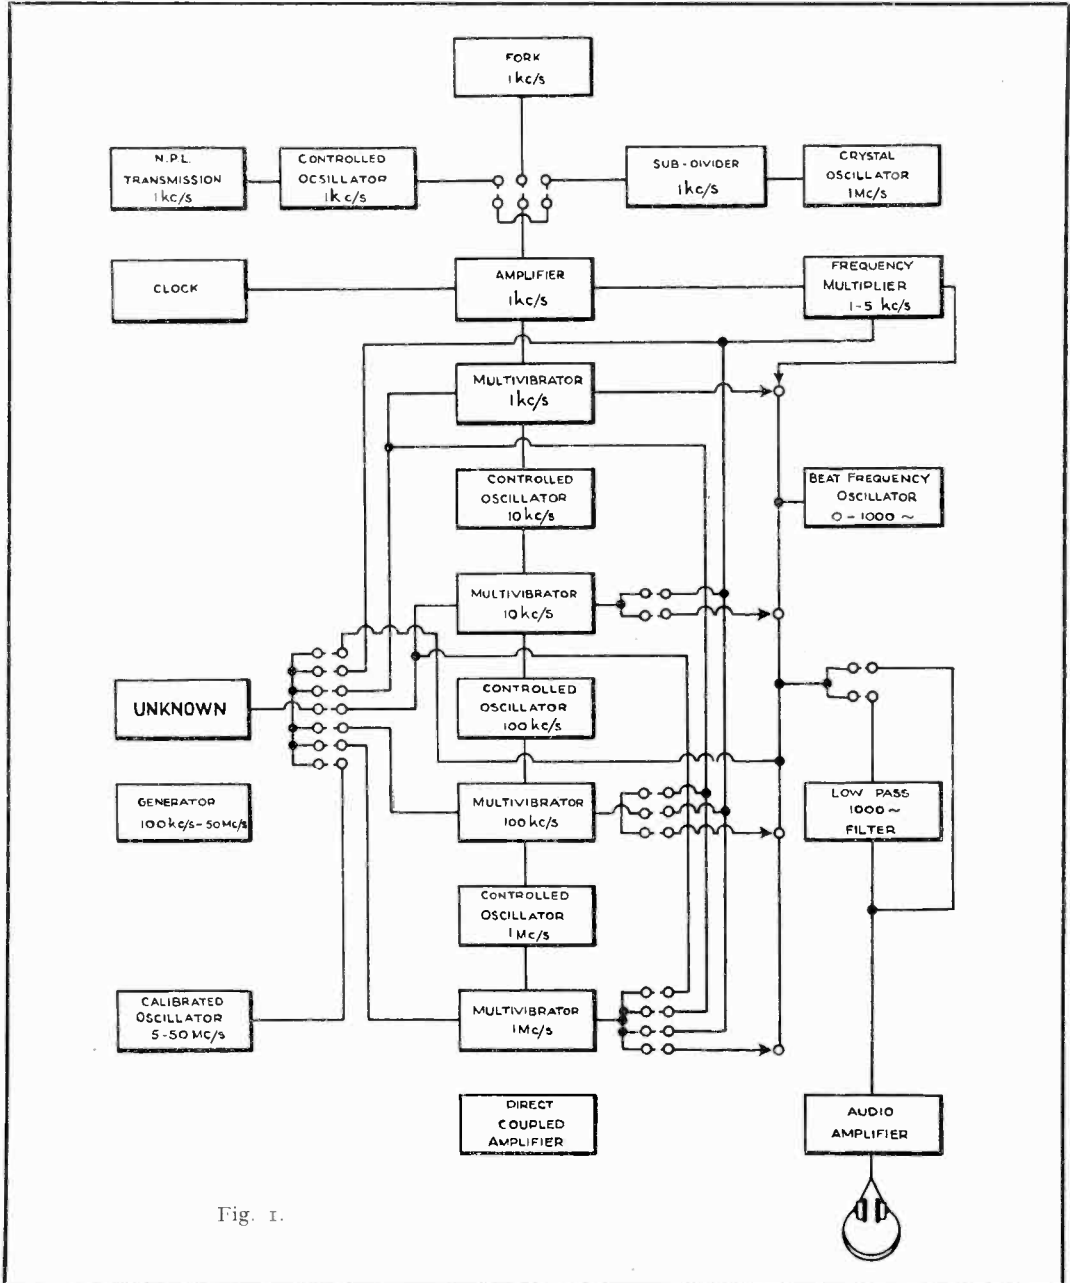 FORK
1kc/s
N.P.L.
TRANSMISSION
1kc/s
CONTROLLED
OCSILLATOR
1kc/s
SUB-DIVIDER
1kc/s
CRYSTAL
OSCILLATOR
1Mc/s
CLOCK
AMPLIFIER
1kc/s
FREQUENCY
MULTIPLIER
1-5 kc/s
MULTIVIBRATOR
1kc/s
CONTROLLED
OSCILLATOR
10kc/s
BEAT FREQUENCY
OSCILLATOR
0-1000~
MULTIVIBRATOR
10kc/s
UNKNOWN
CONTROLLED
OSCILLATOR
100kc/s
GENERATOR
100kc/s-50Mc/s
MULTIVIBRATOR
100kc/s
LOW PASS
1000~
FILTER
CONTROLLED
OSCILLATOR
1Mc/s
CALIBRATED
OSCILLATOR
5-50Mc/s
MULTIVIBRATOR
1Mc/s
DIRECT
COUPLED
AMPLIFIER
AUDIO
AMPLIFIER
Fig. 1.